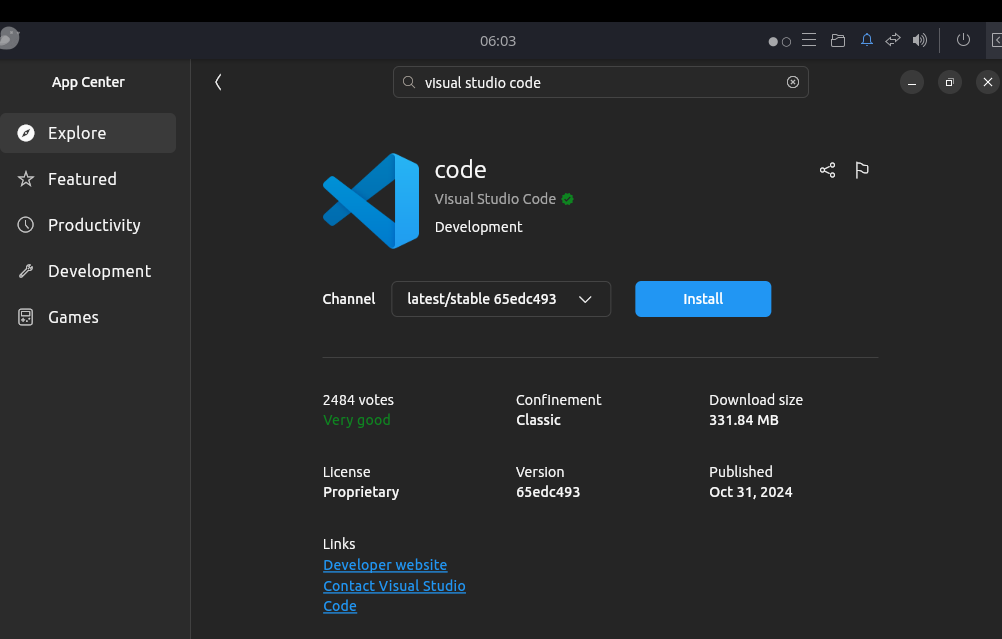 06:03
App Center
visual studio code
Explore
Featured
Productivity
Development
Games
code
Visual Studio Code
Development
Channel
latest/stable 65edc493
Install
2484 votes
Very good
Confinement
Classic
Download size
331.84 MB
License
Proprietary
Version
65edc493
Published
Oct 31, 2024
Links
Developer website
Contact Visual Studio
Code